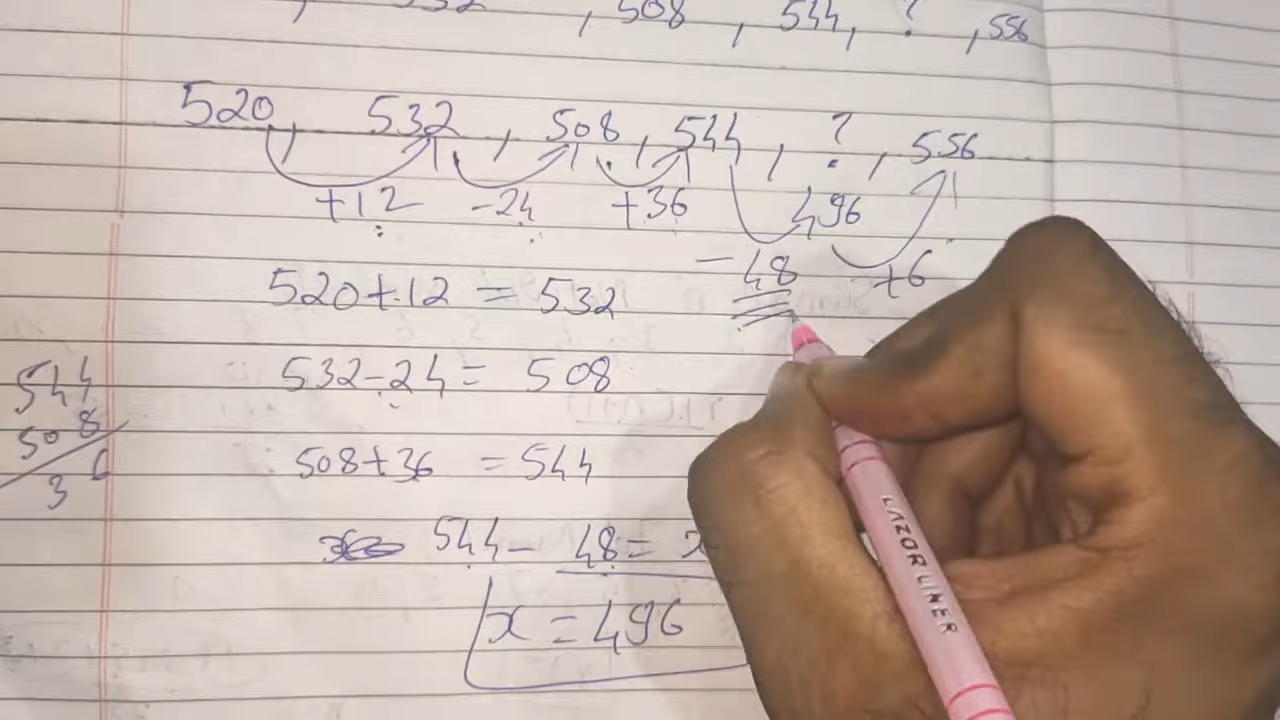 , 532 , 508 , 544, ? , 556
520, 532 , 508 , 544 , ? , 556
+12 -24 +36 496
-48 +6
520+12 = 532
532-24= 508
544
508
36
508+36 = 544
544- 48= x
x = 496
LAZOR LINER